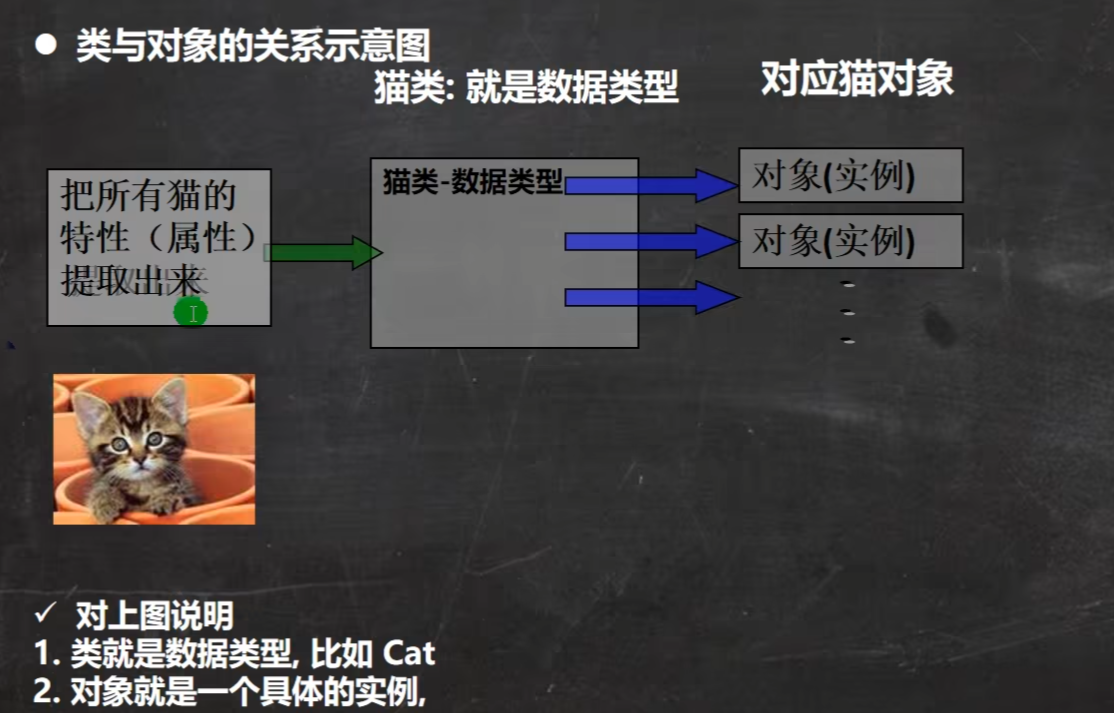 类与对象的关系示意图
猫类: 就是数据类型
对应猫对象
把所有猫的
特性（属性）
提取出来
猫类-数据类型
对象(实例)
对象(实例)
对上图说明
1. 类就是数据类型, 比如 Cat
2. 对象就是一个具体的实例,